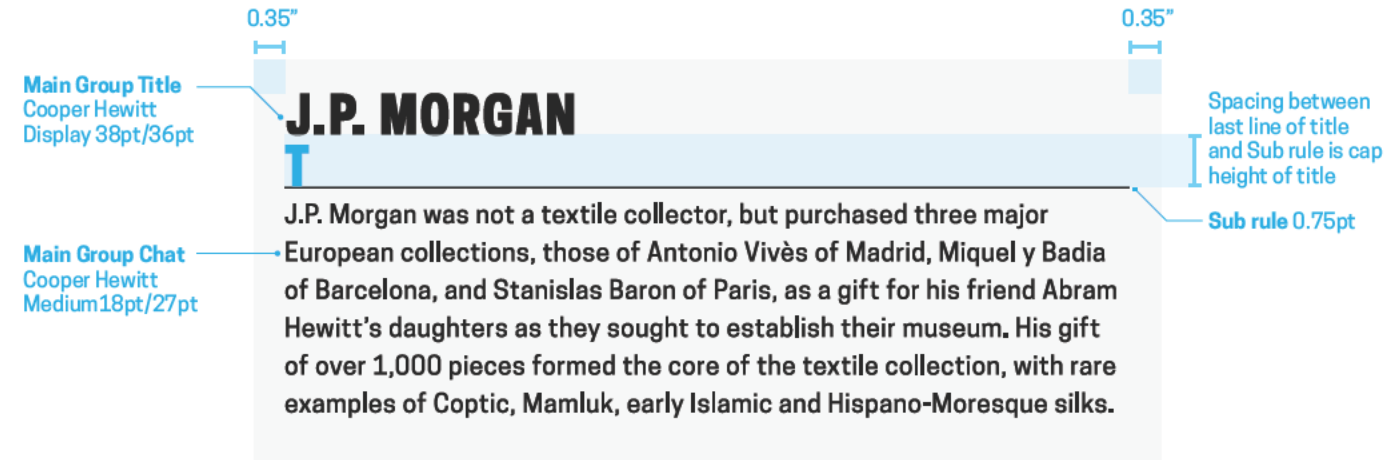 0.35”
0.35”
Main Group Title
Cooper Hewitt
Display 38pt/36pt
J.P. MORGAN
T
Spacing between
last line of title
and Sub rule is cap
height of title
Sub rule 0.75pt
Main Group Chat
Cooper Hewitt
Medium18pt/27pt
J.P. Morgan was not a textile collector, but purchased three major
European collections, those of Antonio Vivès of Madrid, Miquel y Badia
of Barcelona, and Stanislas Baron of Paris, as a gift for his friend Abram
Hewitt’s daughters as they sought to establish their museum. His gift
of over 1,000 pieces formed the core of the textile collection, with rare
examples of Coptic, Mamluk, early Islamic and Hispano-Moresque silks.